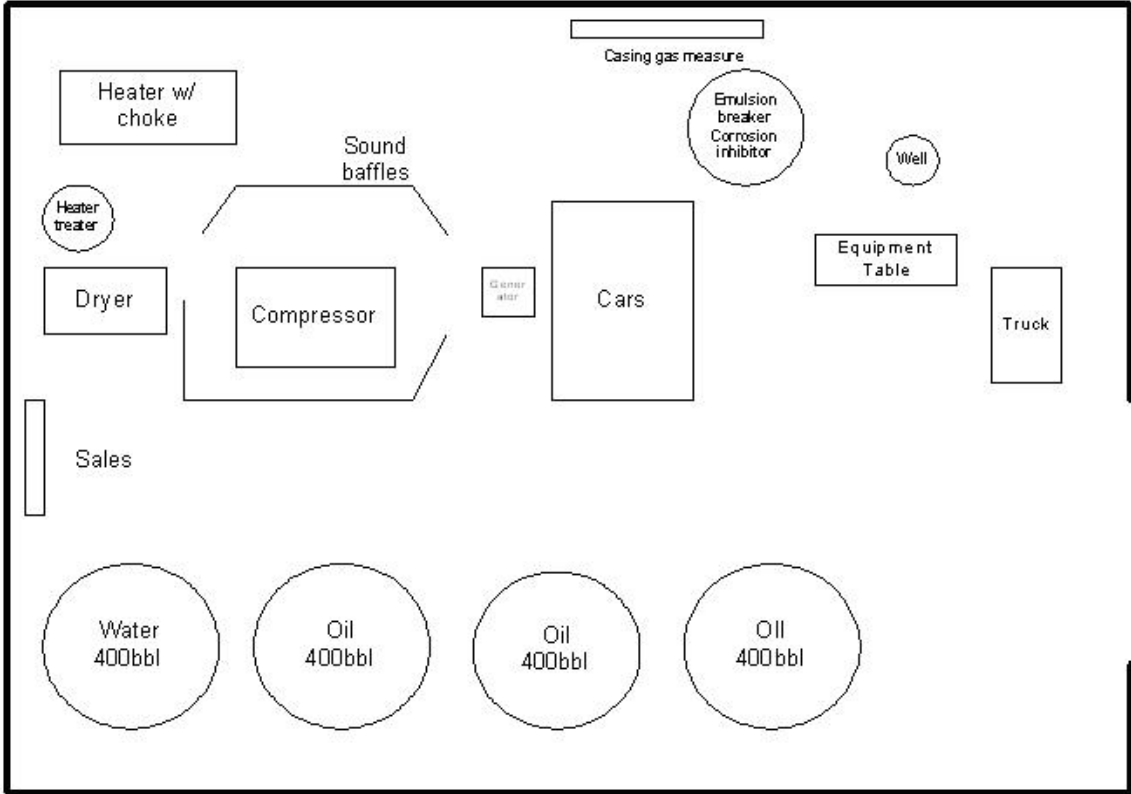 Casing gas measure
Heater w/
choke
Emulsion
breaker
Corrosion
inhibitor
Sound
baffles
Well
Heater
treater
Equipment
Table
Dryer
Compressor
Gener
ator
Cars
Truck
Sales
Water
400bbl
Oil
400bbl
Oil
400bbl
OIl
400bbl